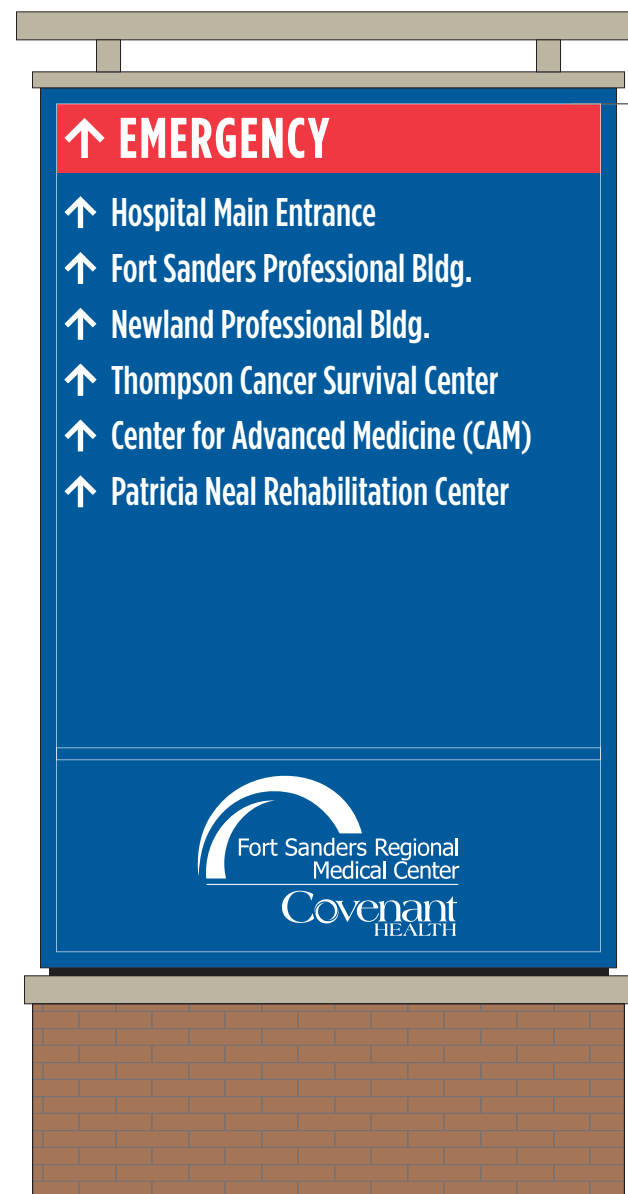 ↑ EMERGENCY
↑ Hospital Main Entrance
↑ Fort Sanders Professional Bldg.
↑ Newland Professional Bldg.
↑ Thompson Cancer Survival Center
↑ Center for Advanced Medicine (CAM)
↑ Patricia Neal Rehabilitation Center
Fort Sanders Regional
Medical Center
Covenant
HEALTH